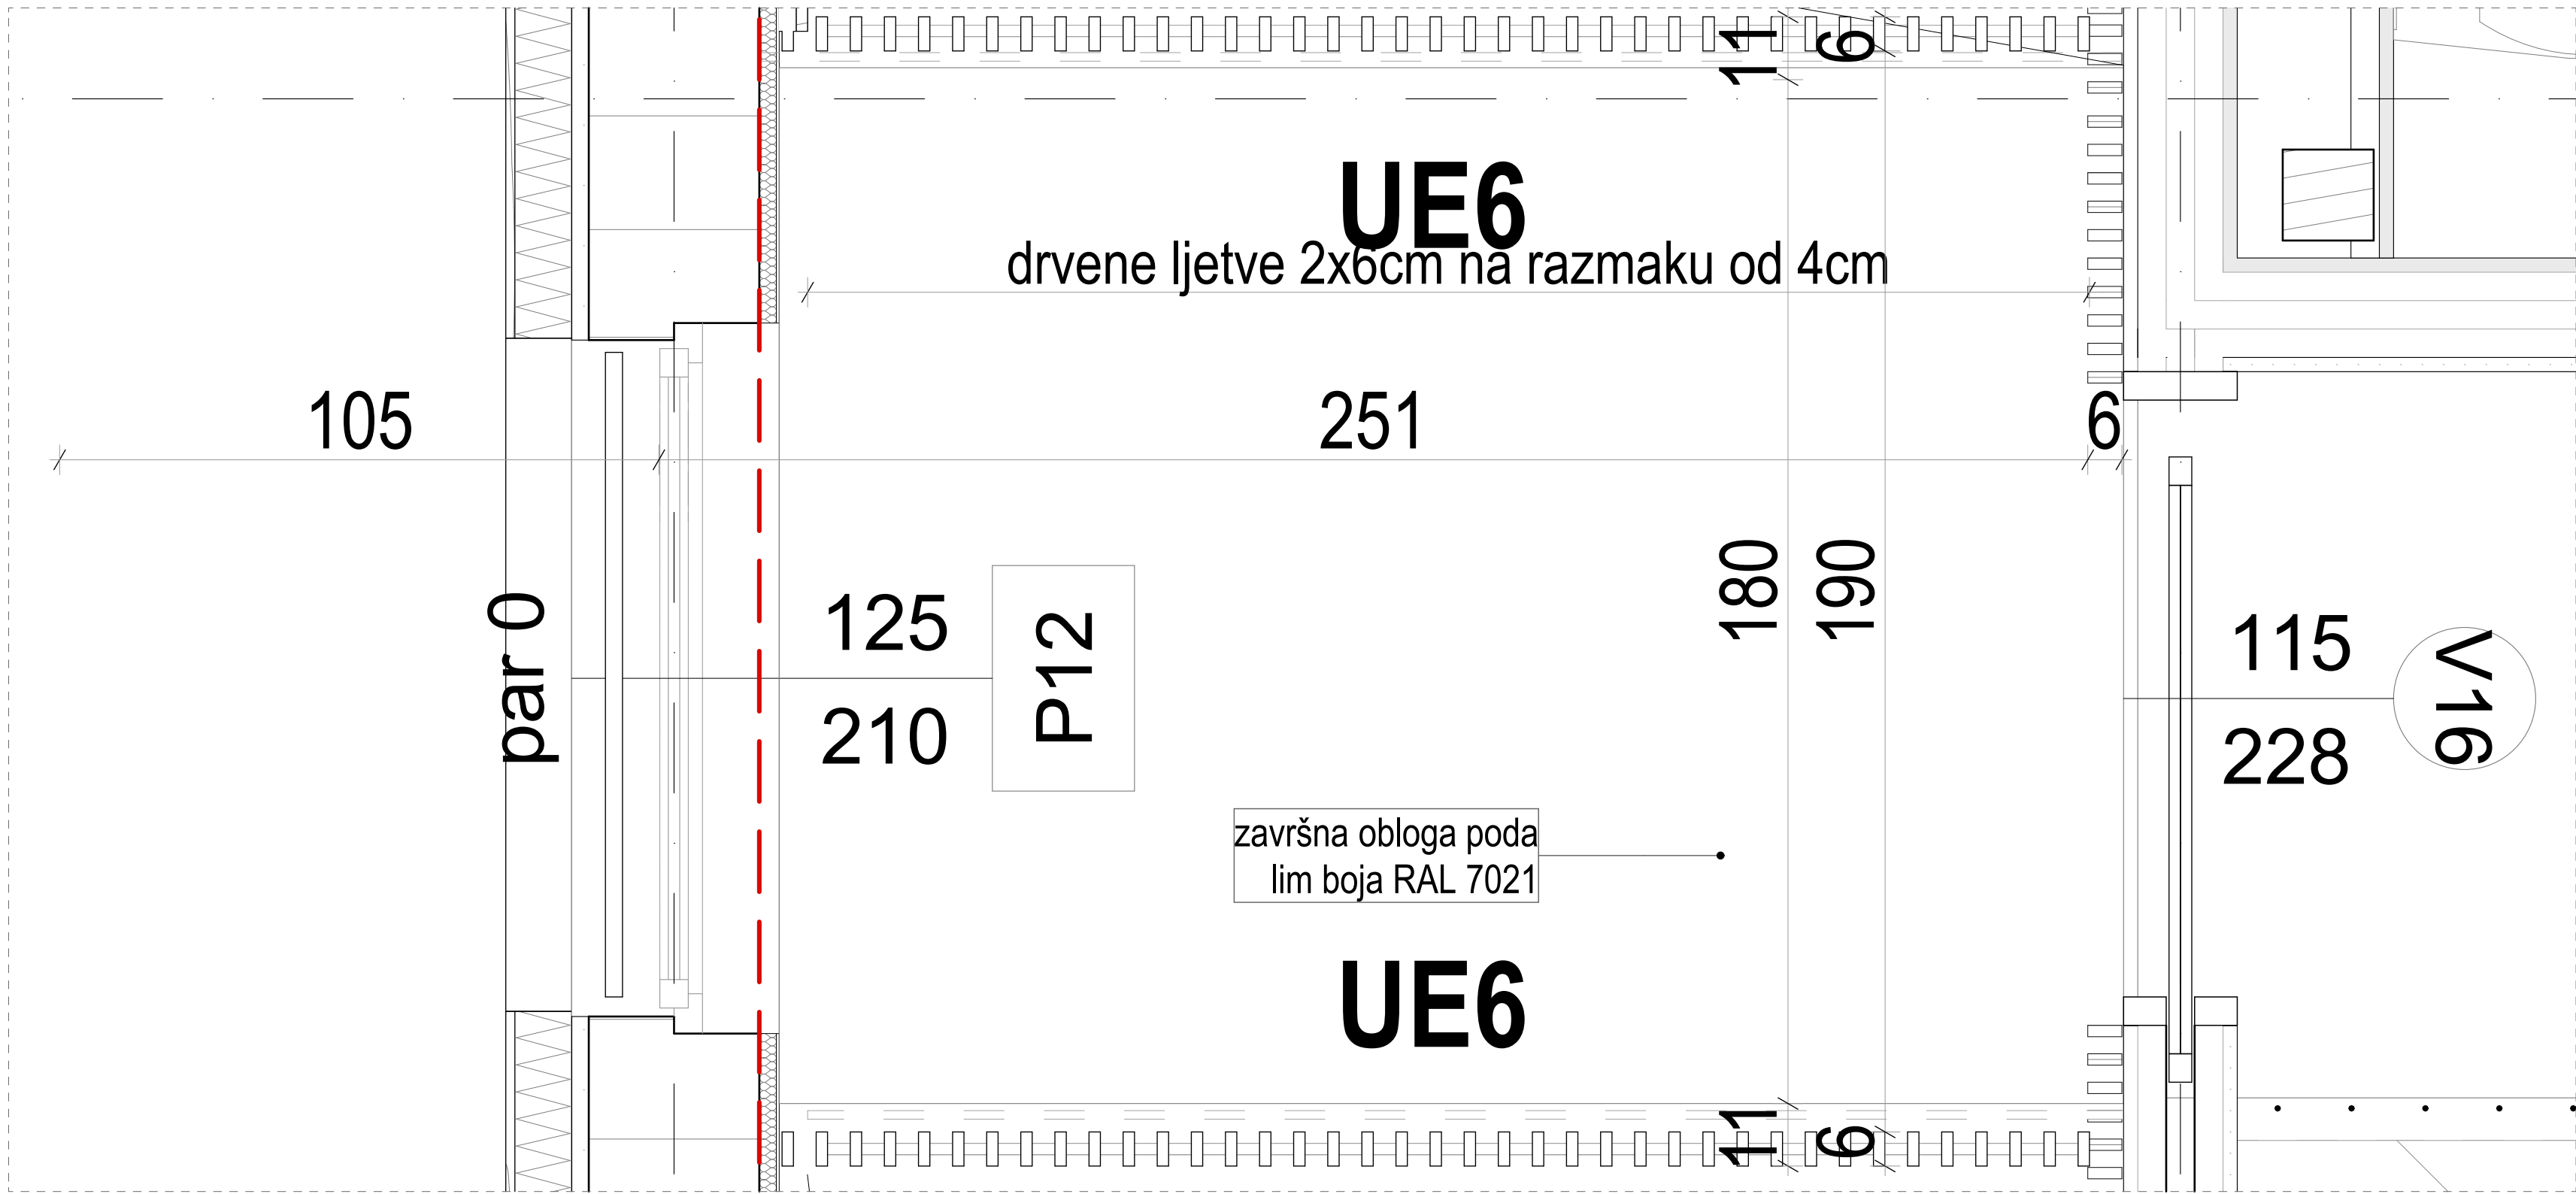 11
6
UE6
drvene ljetve 2x6cm na razmaku od 4cm
105
251
6
180
190
par 0
125
210
P12
115
228
V16
završna obloga poda
lim boja RAL 7021
UE6
11
6